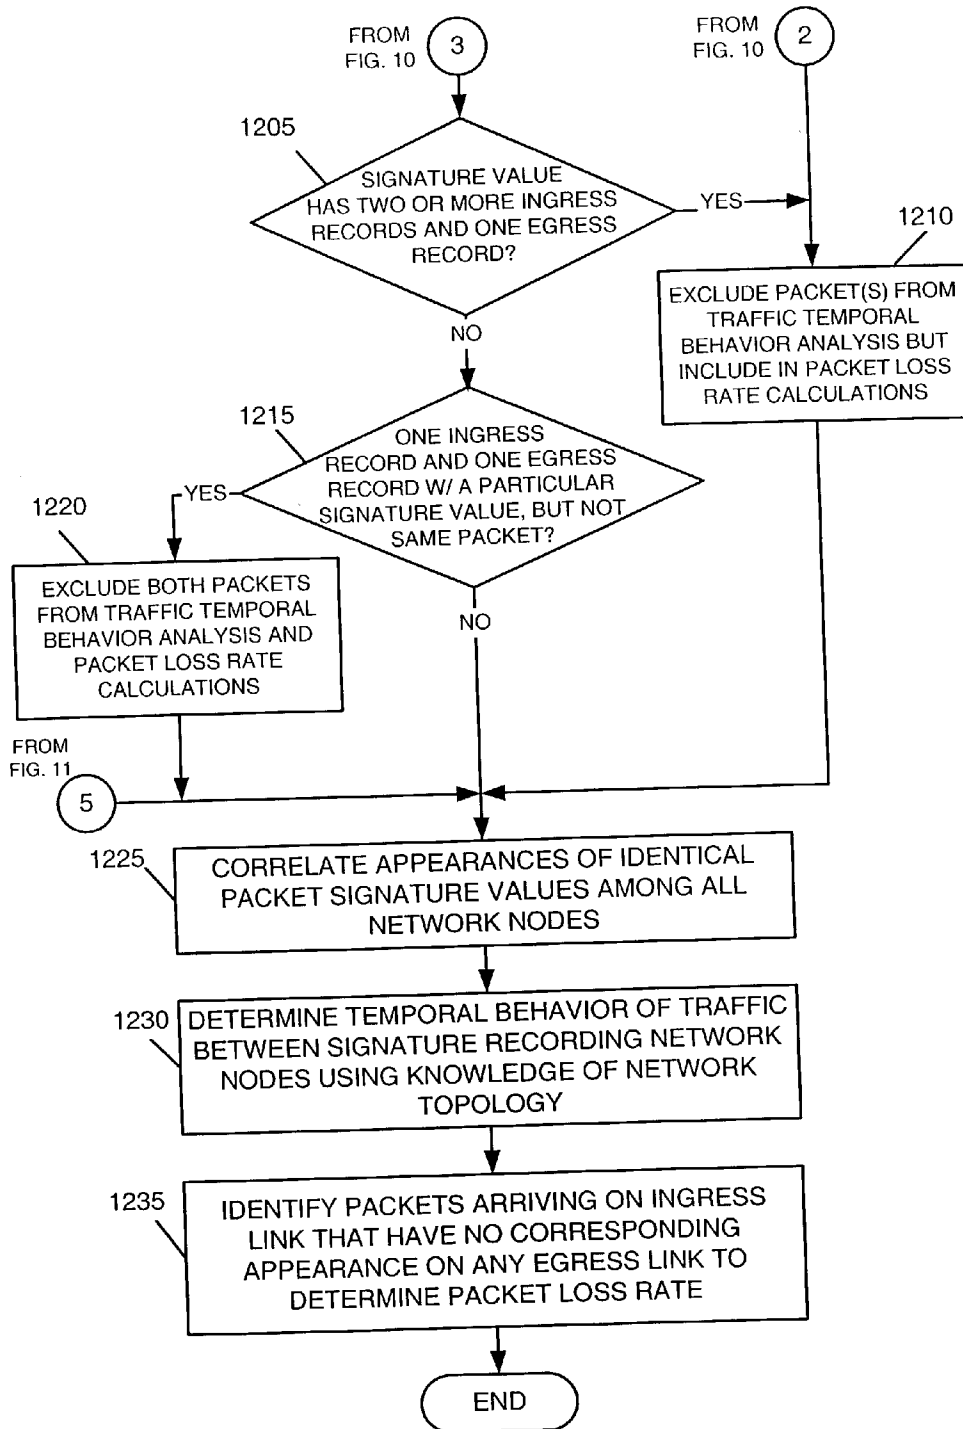 FROM
FIG. 10
3
FROM
FIG. 10
2
1205
SIGNATURE VALUE
HAS TWO OR MORE INGRESS
RECORDS AND ONE EGRESS
RECORD?
YES
1210
EXCLUDE PACKET(S) FROM
TRAFFIC TEMPORAL
BEHAVIOR ANALYSIS BUT
INCLUDE IN PACKET LOSS
RATE CALCULATIONS
NO
1215
ONE INGRESS
RECORD AND ONE EGRESS
RECORD W/ A PARTICULAR
SIGNATURE VALUE, BUT NOT
SAME PACKET?
YES
1220
EXCLUDE BOTH PACKETS
FROM TRAFFIC TEMPORAL
BEHAVIOR ANALYSIS AND
PACKET LOSS RATE
CALCULATIONS
NO
FROM
FIG. 11
5
1225
CORRELATE APPEARANCES OF IDENTICAL
PACKET SIGNATURE VALUES AMONG ALL
NETWORK NODES
1230
DETERMINE TEMPORAL BEHAVIOR OF TRAFFIC
BETWEEN SIGNATURE RECORDING NETWORK
NODES USING KNOWLEDGE OF NETWORK
TOPOLOGY
1235
IDENTIFY PACKETS ARRIVING ON INGRESS
LINK THAT HAVE NO CORRESPONDING
APPEARANCE ON ANY EGRESS LINK TO
DETERMINE PACKET LOSS RATE
END